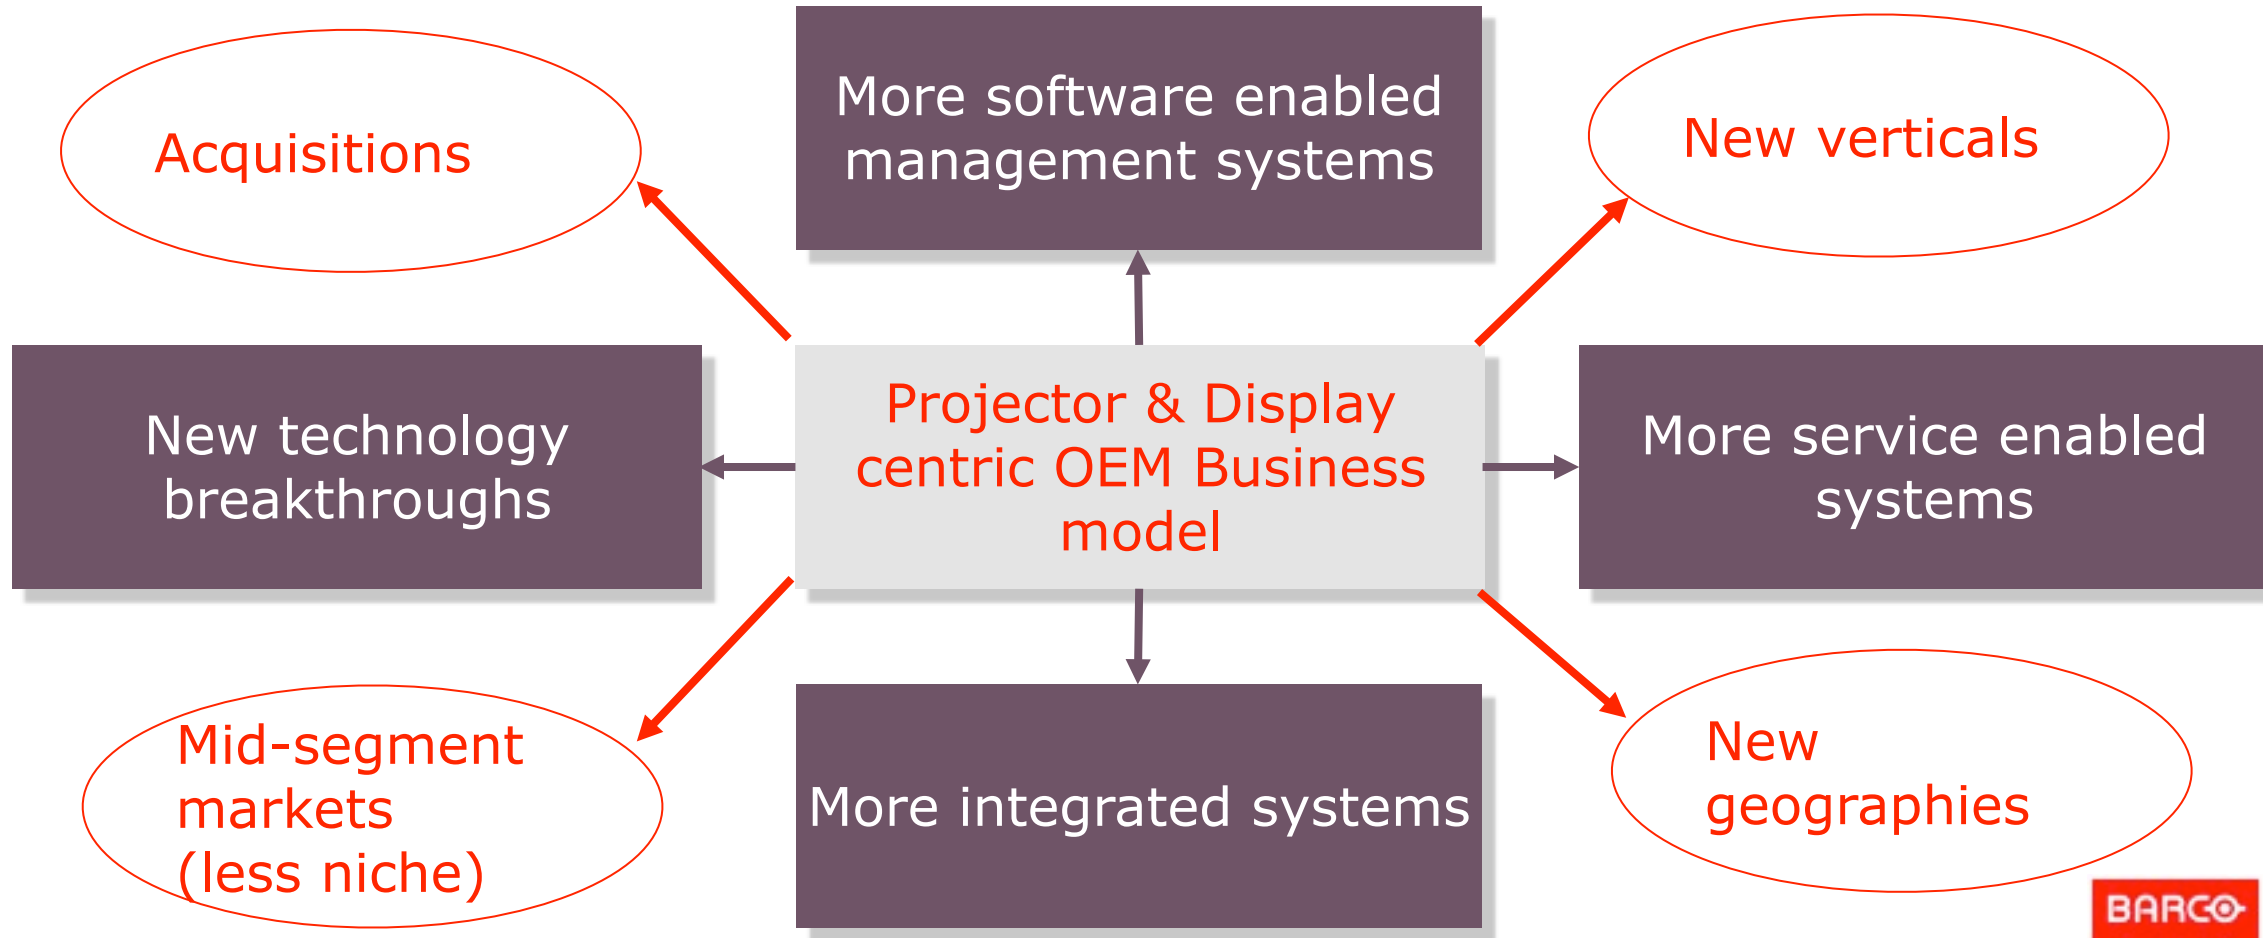 Acquisitions
More software enabled
management systems
New verticals
New technology
breakthroughs
Projector & Display
centric OEM Business
model
More service enabled
systems
Mid-segment
markets
(less niche)
More integrated systems
New
geographies
BARCO